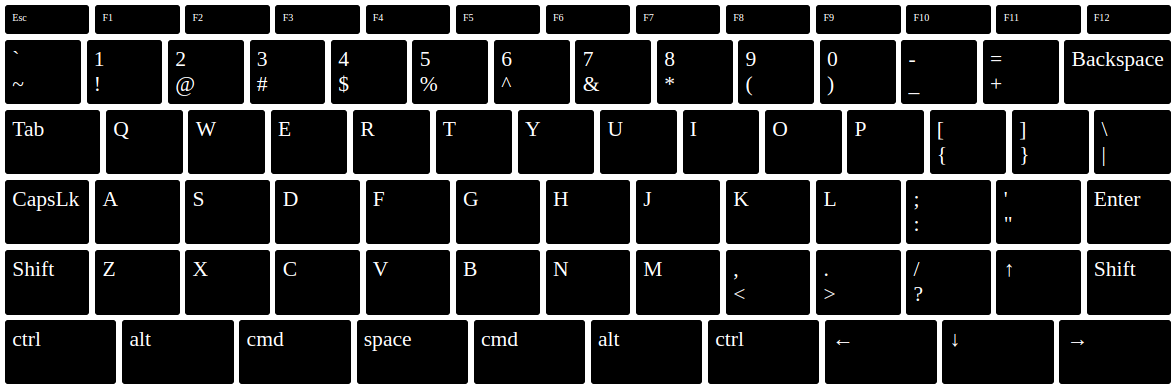 Esc F1 F2 F3 F4 F5 F6 F7 F8 F9 F10 F11 F12
` 1 2 3 4 5 6 7 8 9 0 - = Backspace
~ ! @ # $ % ^ & * ( ) _ +
Tab Q W E R T Y U I O P [ ] \
{ } |
CapsLk A S D F G H J K L ; ' Enter
: "
Shift Z X C V B N M , . / ↑ Shift
< > ?
ctrl alt cmd space cmd alt ctrl ← ↓ →